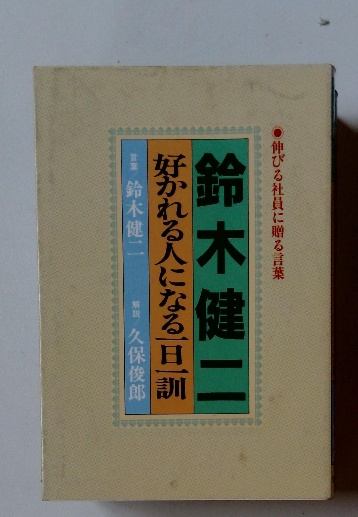 ●伸びる社員に贈る言葉
鈴木健二
好かれる人になる一日一訓
言葉 鈴木健二
解説 久保俊郎